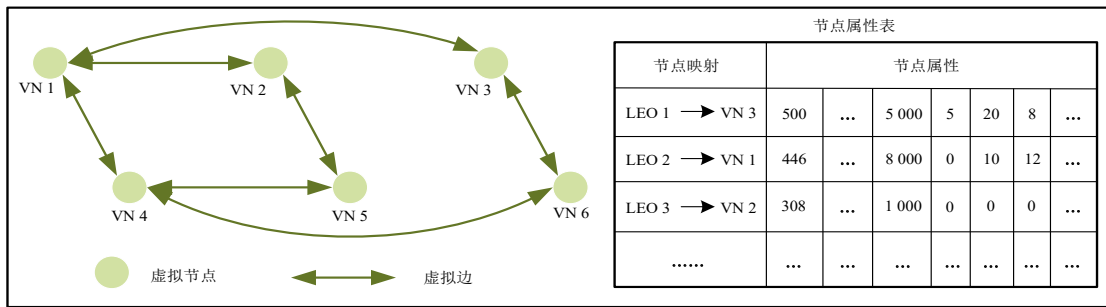 VN 1
VN 2
VN 3
VN 4
VN 5
VN 6
虚拟节点
虚拟边
节点属性表
节点映射 节点属性
LEO 1 VN 3 500 ... 5 000 5 20 8 ...
LEO 2 VN 1 446 ... 8 000 0 10 12 ...
LEO 3 VN 2 308 ... 1 000 0 0 0 ...
...... ... ... ... ... ... ... ...